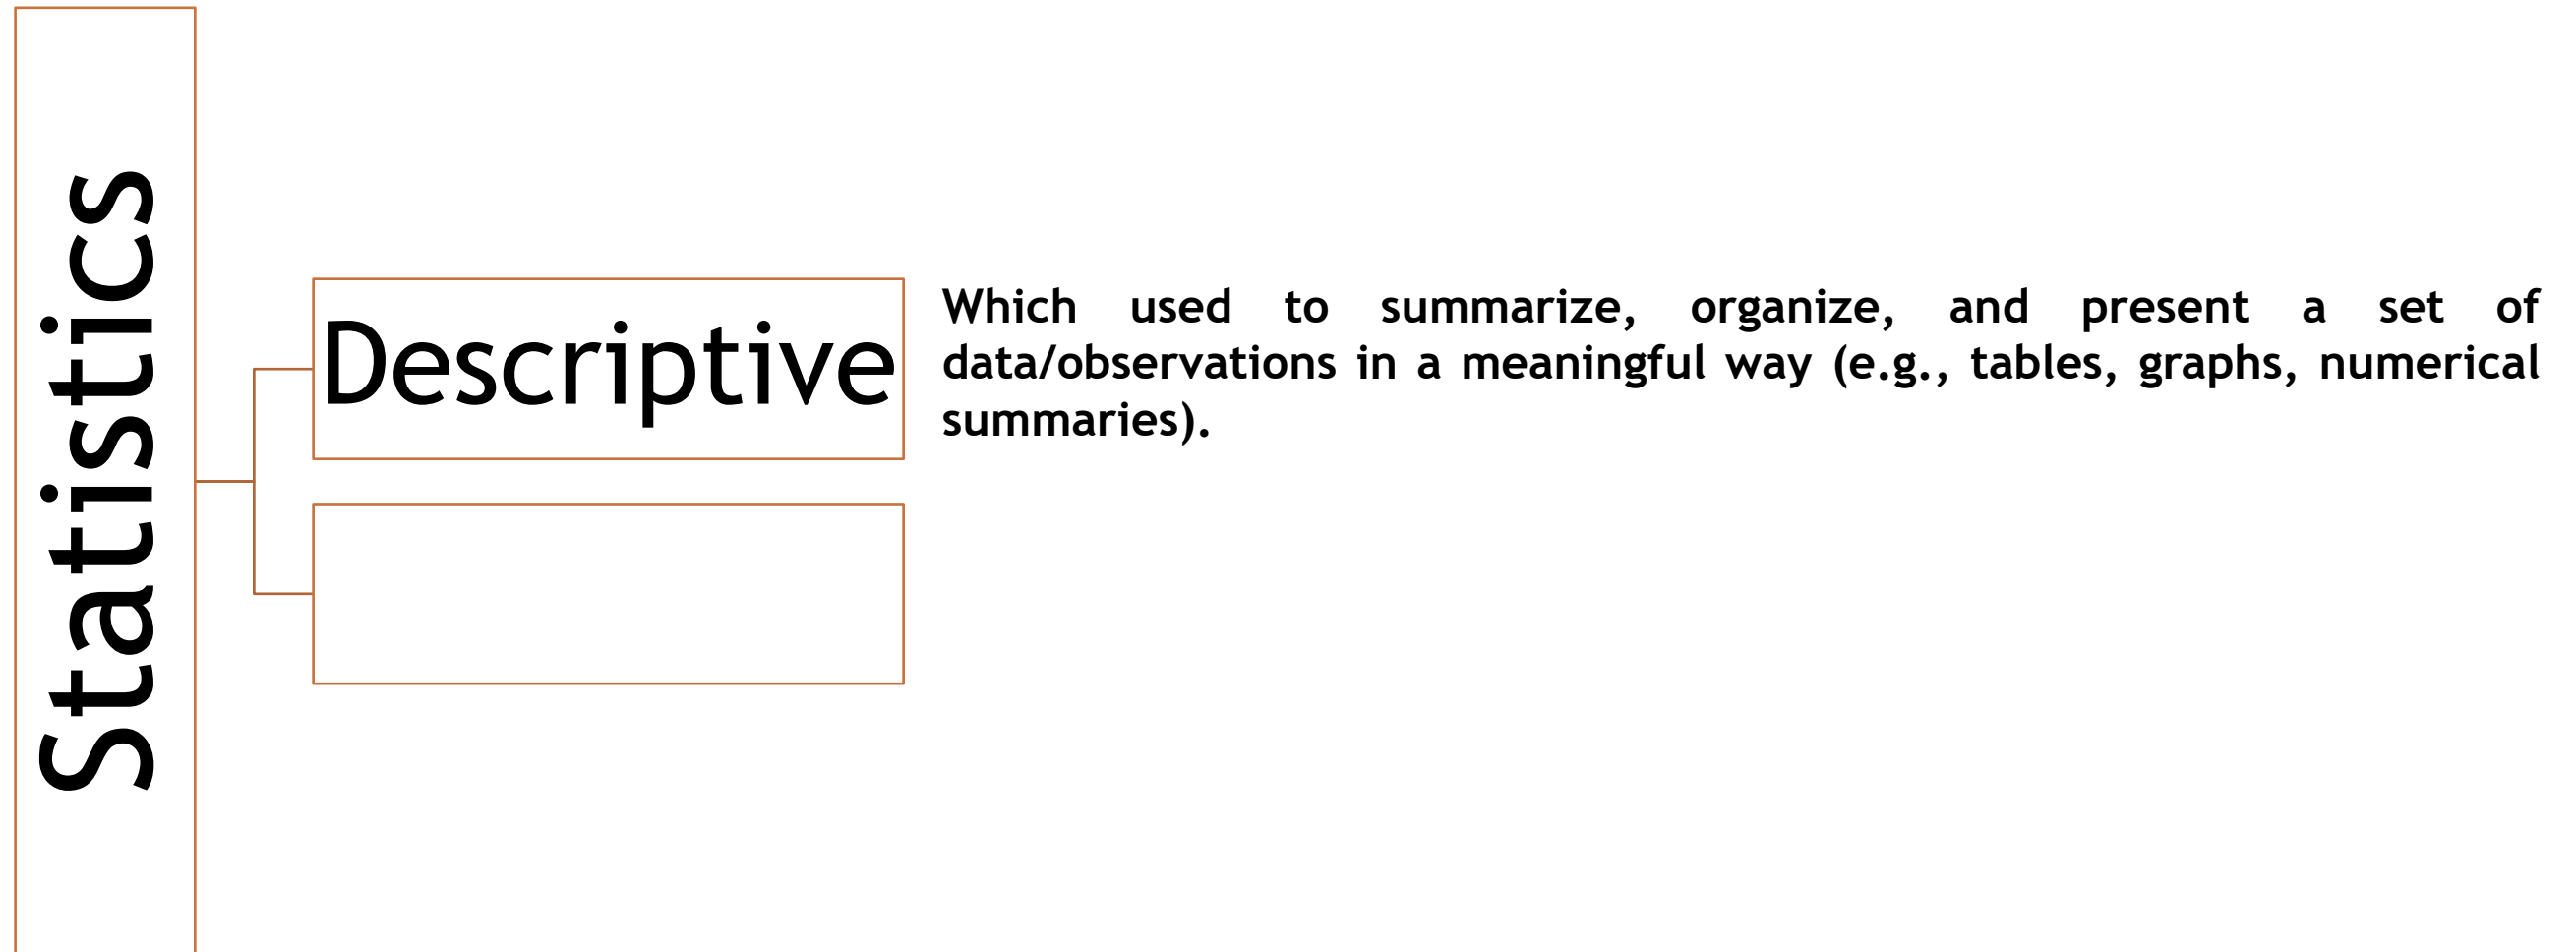 Statistics
Descriptive
Which used to summarize, organize, and present a set of
data/observations in a meaningful way (e.g., tables, graphs, numerical
summaries).